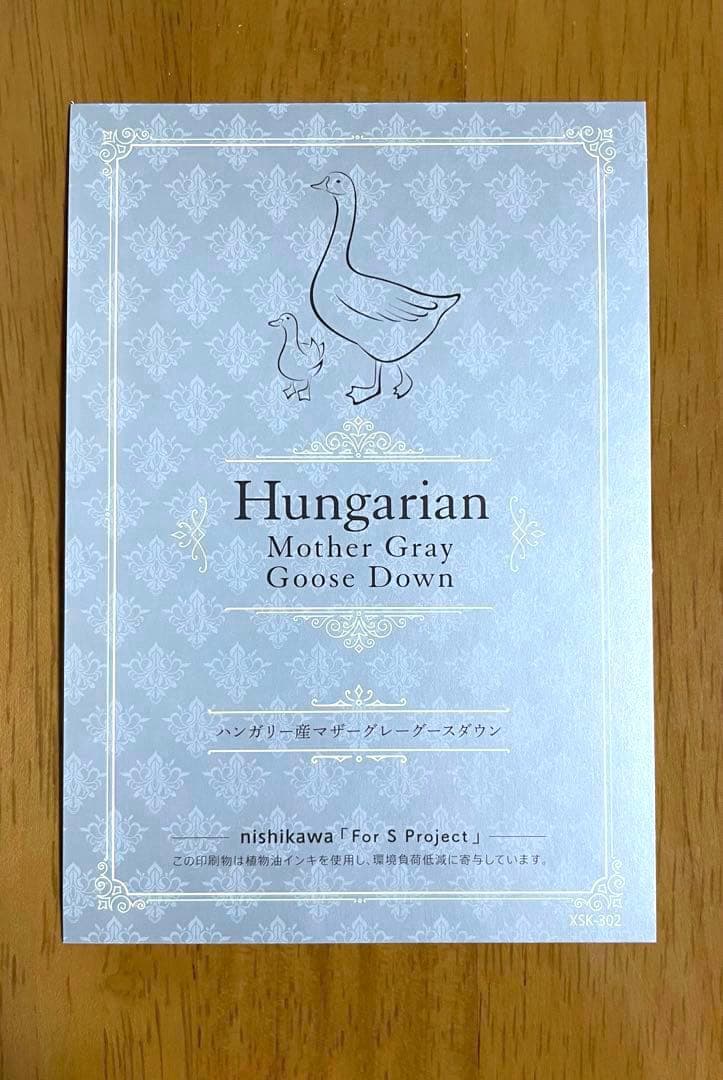 Hungarian
Mother Gray
Goose Down
ハンガリー産マザーグレーグースダウン
nishikawa「For S Project」
この印刷物は植物油インキを使用し、環境負荷低減に寄与しています。
XSK-302